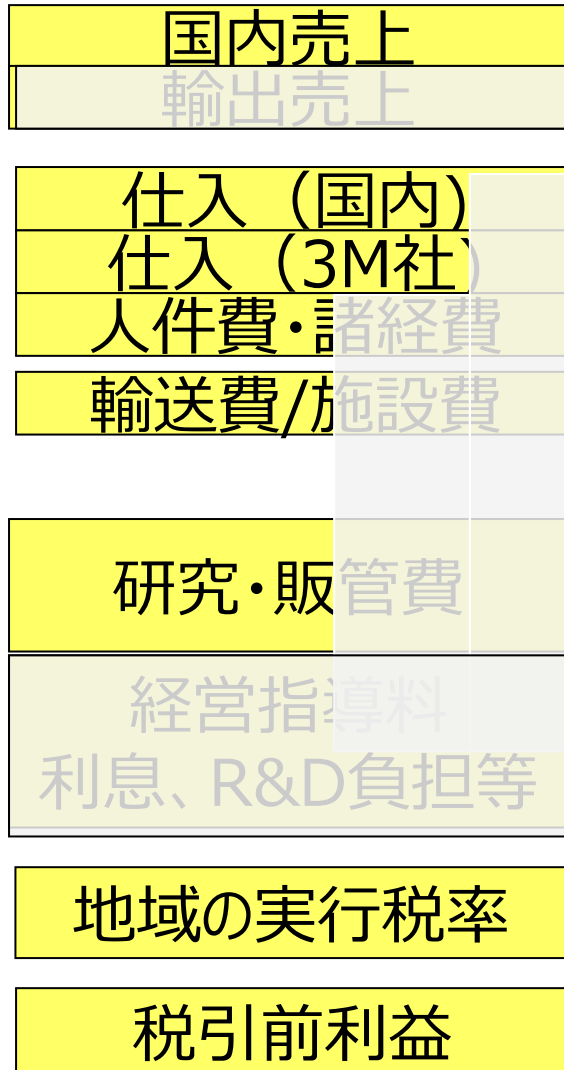 国内売上
輸出売上
仕入（国内)
仕入（3M社)
人件費・諸経費
輸送費/施設費
研究・販管費
経営指導料
利息、R&D負担等
地域の実行税率
税引前利益